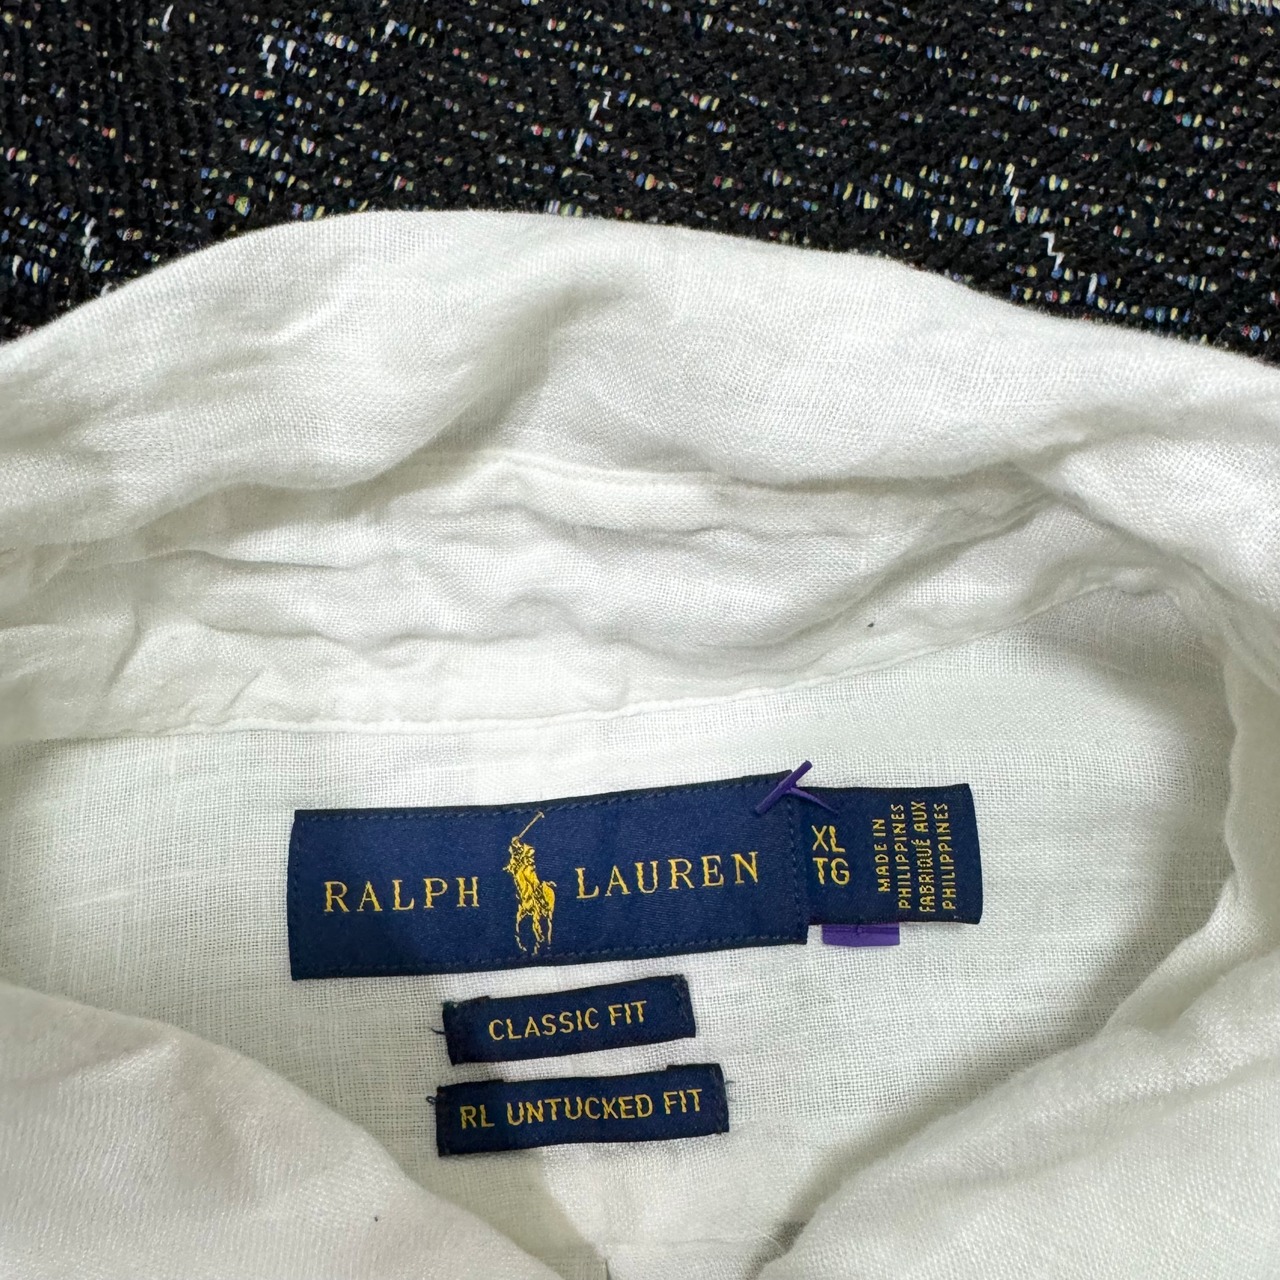 RALPH LAUREN
XL
TG
MADE IN
PHILIPPINES
FABRIQUÉ AUX
PHILIPPINES
CLASSIC FIT
RL UNTUCKED FIT